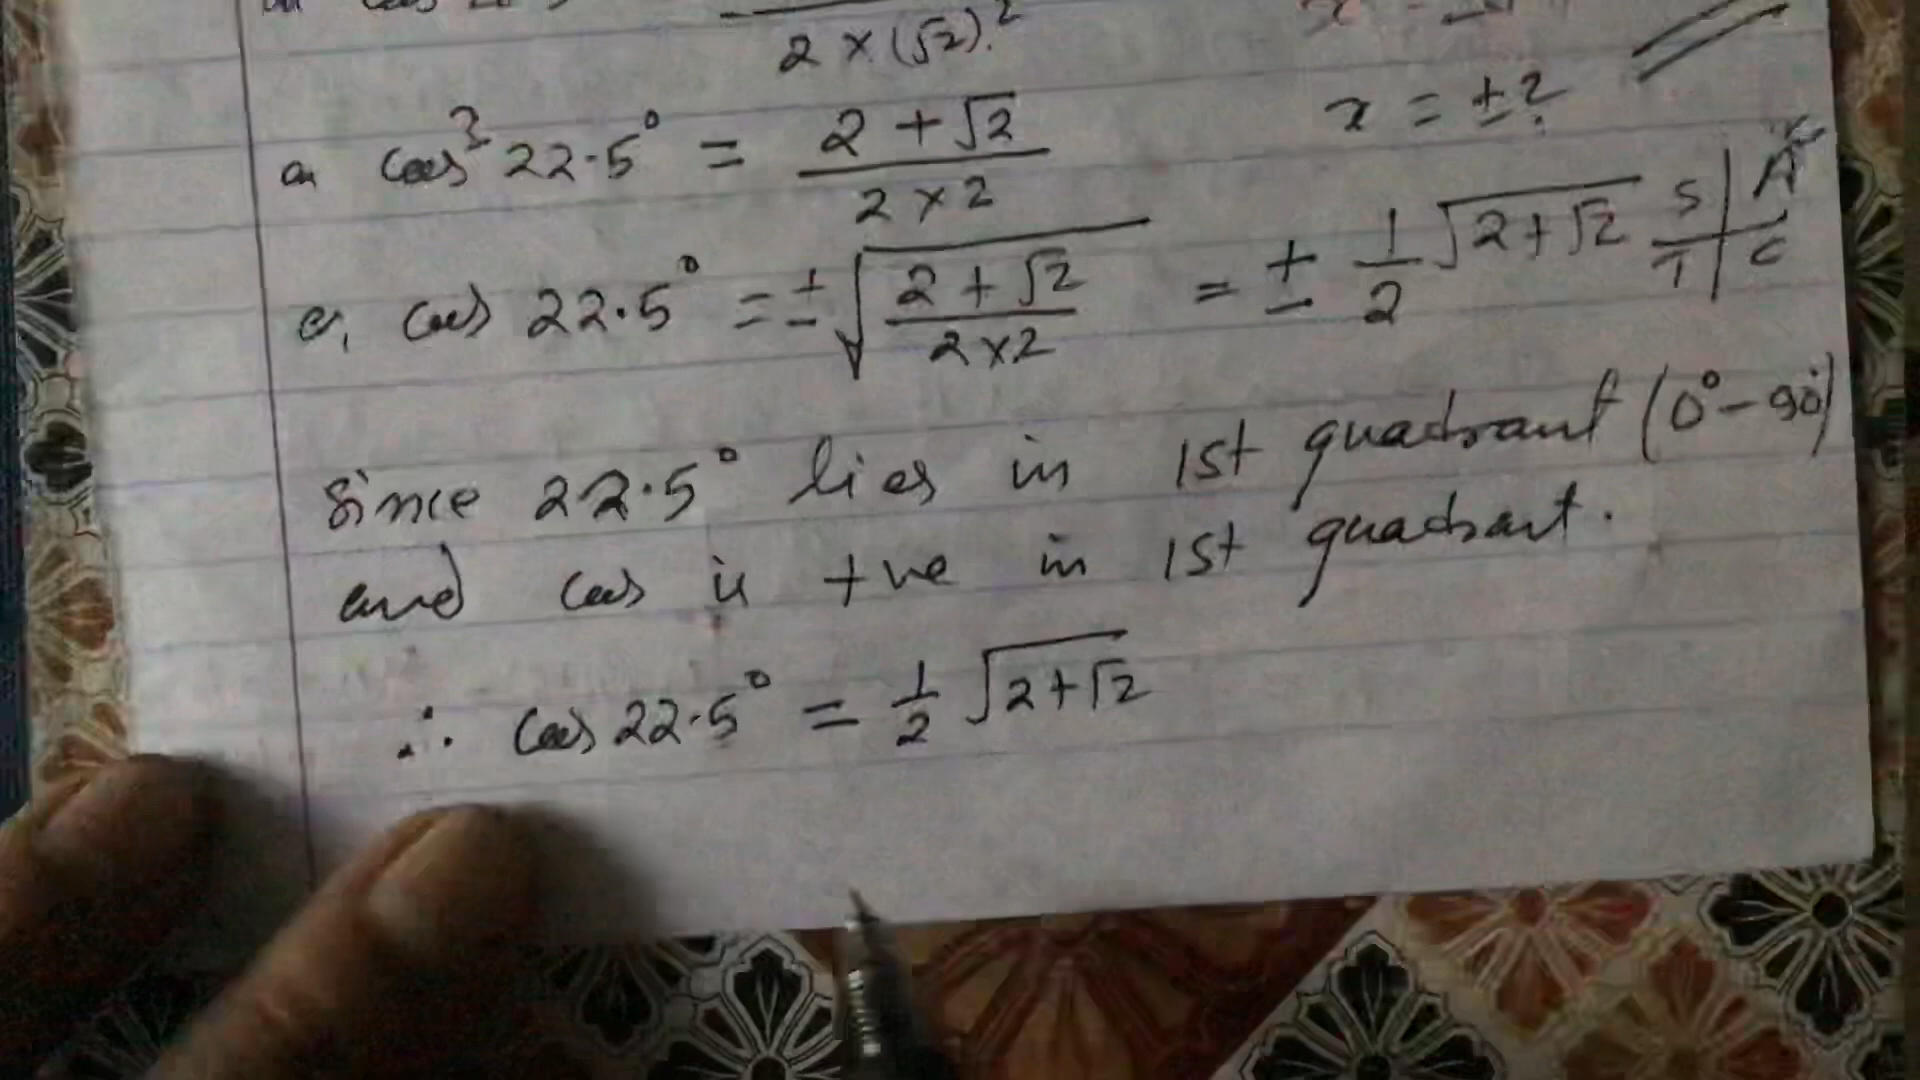 2 × (√2)²
x = ±2
or cos² 22.5° = (2 + √2) / (2 × 2)
or, cos 22.5° = ± √((2 + √2) / (2 × 2)) = ± 1/2 √(2 + √2)
S | A
T | C
Since 22.5° lies in 1st quadrant (0° - 90°)
and cos is +ve in 1st quadrant.
∴ cos 22.5° = 1/2 √(2 + √2)